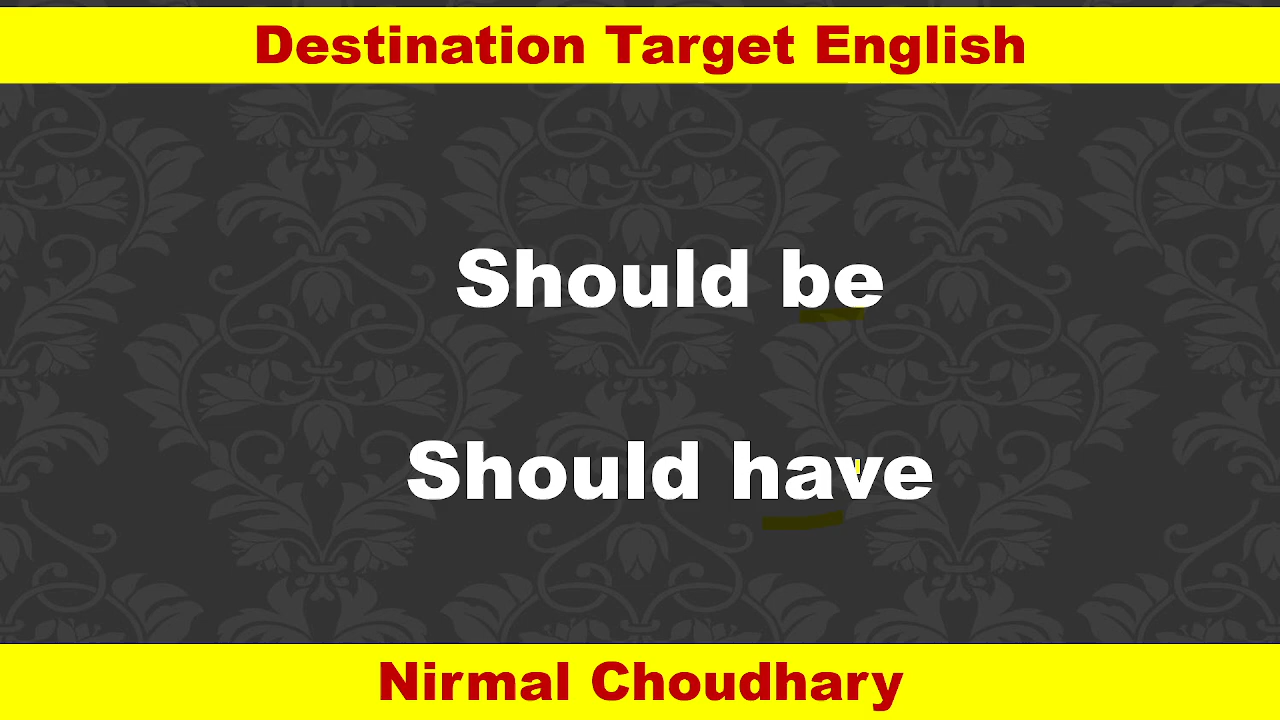 Destination Target English
Should be
Should have
Nirmal Choudhary